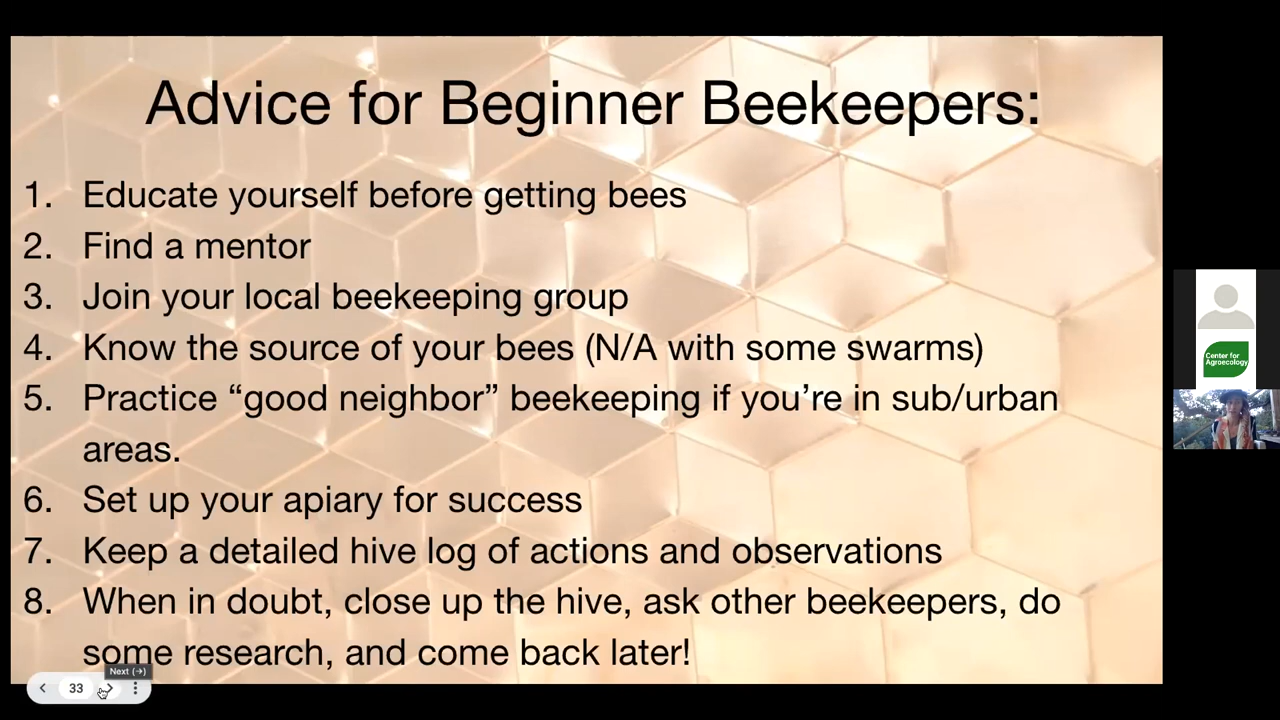 Advice for Beginner Beekeepers:
1. Educate yourself before getting bees
2. Find a mentor
3. Join your local beekeeping group
4. Know the source of your bees (N/A with some swarms)
5. Practice “good neighbor” beekeeping if you’re in sub/urban
areas.
6. Set up your apiary for success
7. Keep a detailed hive log of actions and observations
8. When in doubt, close up the hive, ask other beekeepers, do
some research, and come back later!
Center for
Agroecology
Next (→)
33